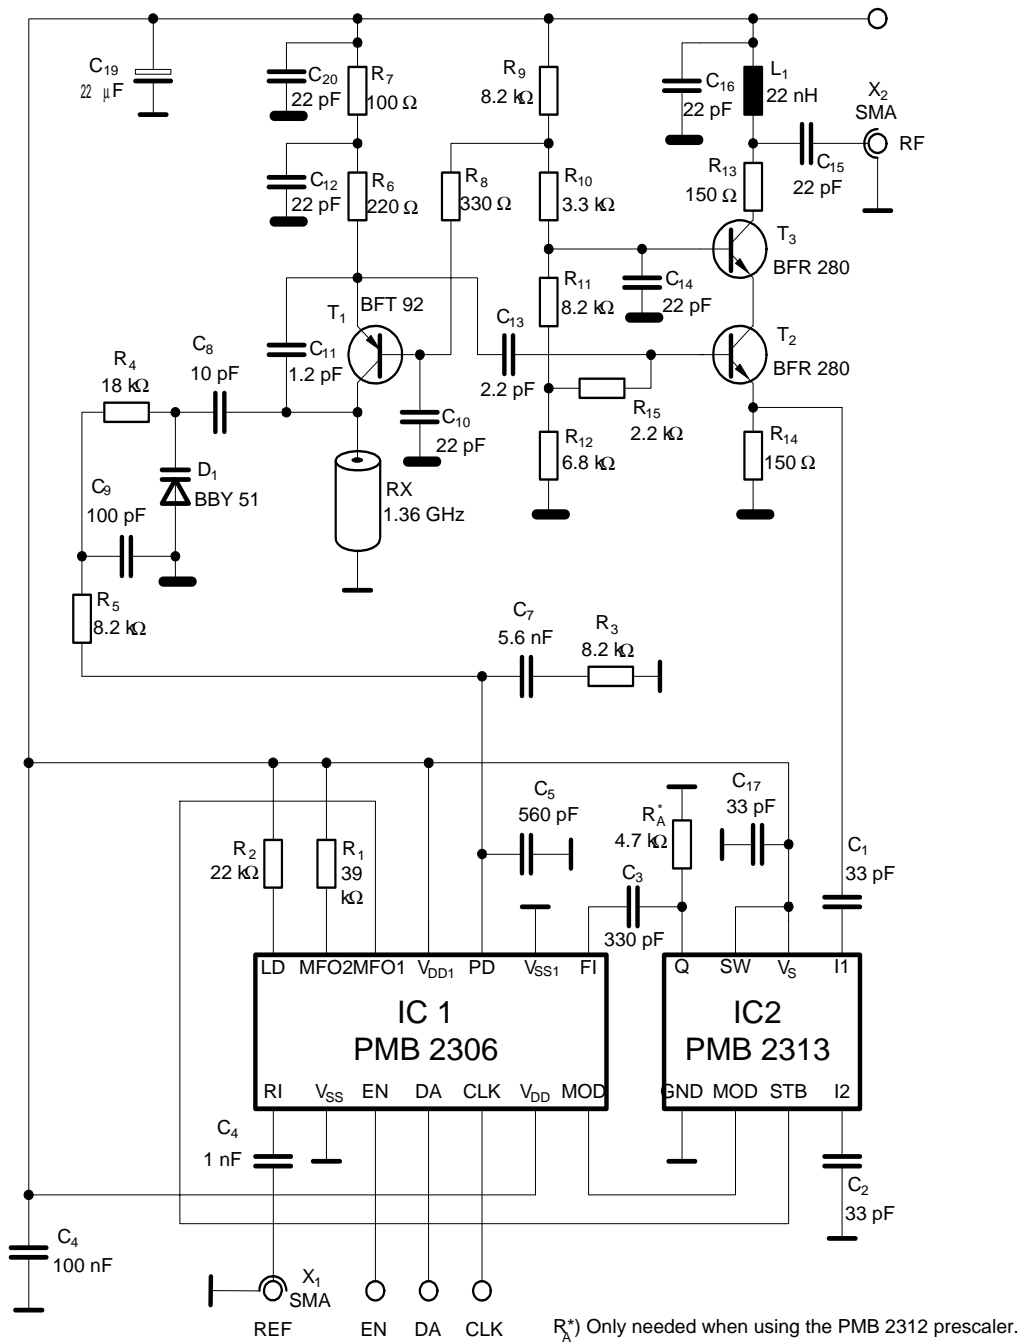 C19
22 µF
C20
22 pF
R7
100 Ω
R9
8.2 kΩ
C16
22 pF
L1
22 nH
X2
SMA
RF
C15
22 pF
C12
22 pF
R6
220 Ω
R8
330 Ω
R10
3.3 kΩ
R13
150 Ω
T3
BFR 280
R11
8.2 kΩ
C14
22 pF
BFT 92
T1
C13
2.2 pF
T2
BFR 280
C11
1.2 pF
R4
18 kΩ
C8
10 pF
R15
2.2 kΩ
C10
22 pF
R12
6.8 kΩ
R14
150 Ω
D1
BBY 51
C9
100 pF
RX
1.36 GHz
R5
8.2 kΩ
C7
5.6 nF
R3
8.2 kΩ
C5
560 pF
RA*
4.7 kΩ
C17
33 pF
R2
22 kΩ
R1
39
kΩ
C3
330 pF
C1
33 pF
LD MFO2 MFO1 VDD1 PD VSS1 FI
Q SW VS I1
IC 1
PMB 2306
IC2
PMB 2313
RI VSS EN DA CLK VDD MOD
GND MOD STB I2
C4
1 nF
C2
33 pF
C4
100 nF
X1
SMA
REF EN DA CLK
RA*) Only needed when using the PMB 2312 prescaler.